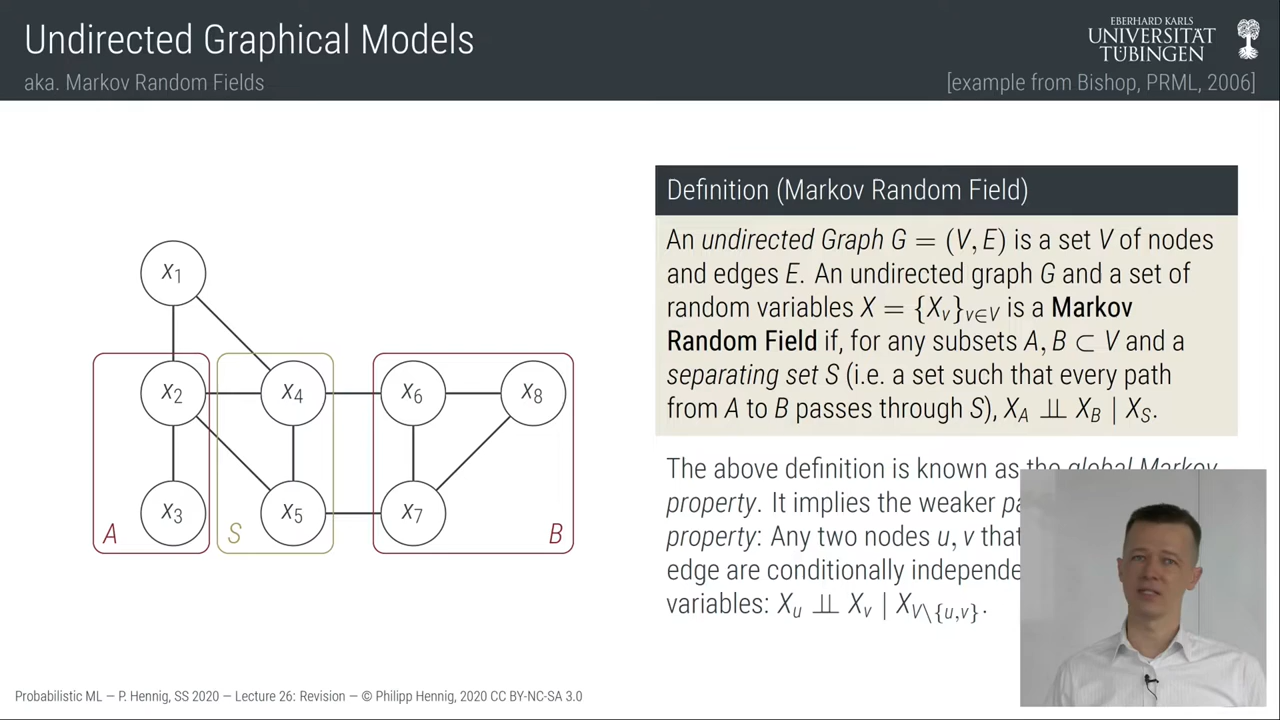 Undirected Graphical Models
aka. Markov Random Fields
EBERHARD KARLS
UNIVERSITÄT
TÜBINGEN
[example from Bishop, PRML, 2006]
x1
x2
x4
x6
x8
x3
x5
x7
A
S
B
Definition (Markov Random Field)
An undirected Graph G = (V, E) is a set V of nodes
and edges E. An undirected graph G and a set of
random variables X = {Xv}v∈V is a Markov
Random Field if, for any subsets A, B ⊂ V and a
separating set S (i.e. a set such that every path
from A to B passes through S), XA ⫫ XB | XS.
The above definition is known as the global Markov
property. It implies the weaker
property: Any two nodes u, v that
edge are conditionally
variables: Xu ⫫ Xv | XV\{u,v}.
Probabilistic ML — P. Hennig, SS 2020 — Lecture 26: Revision — © Philipp Hennig, 2020 CC BY-NC-SA 3.0